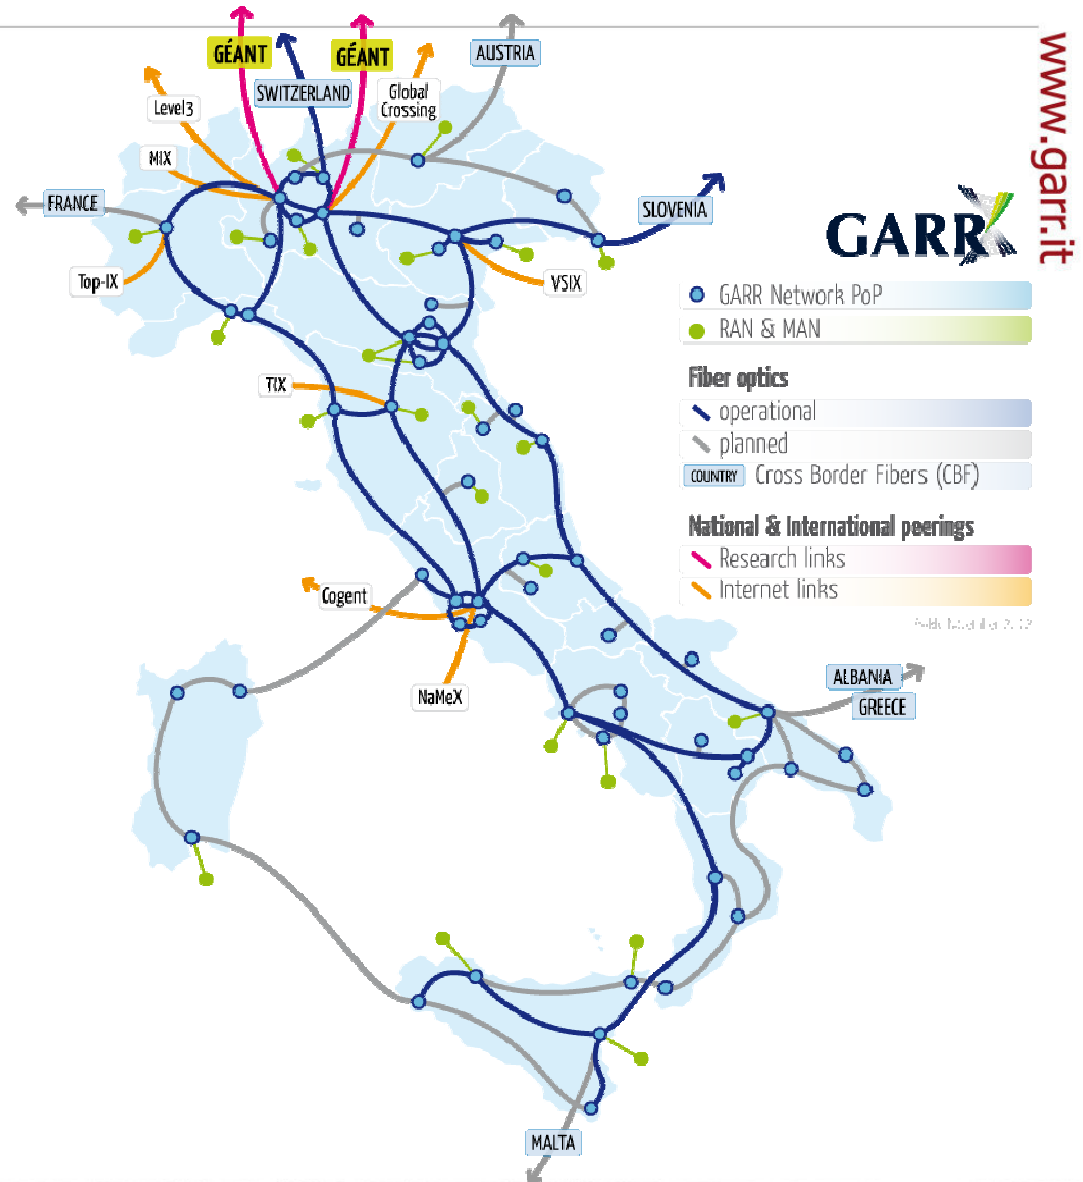 GÉANT
GÉANT
AUSTRIA
SWITZERLAND
Global
Crossing
Level3
MIX
FRANCE
SLOVENIA
Top-IX
VSIX
TIX
Cogent
NaMeX
ALBANIA
GREECE
MALTA
www.garr.it
GARR X
GARR Network PoP
RAN & MAN
Fiber optics
operational
planned
COUNTRY Cross Border Fibers (CBF)
National & International peerings
Research links
Internet links